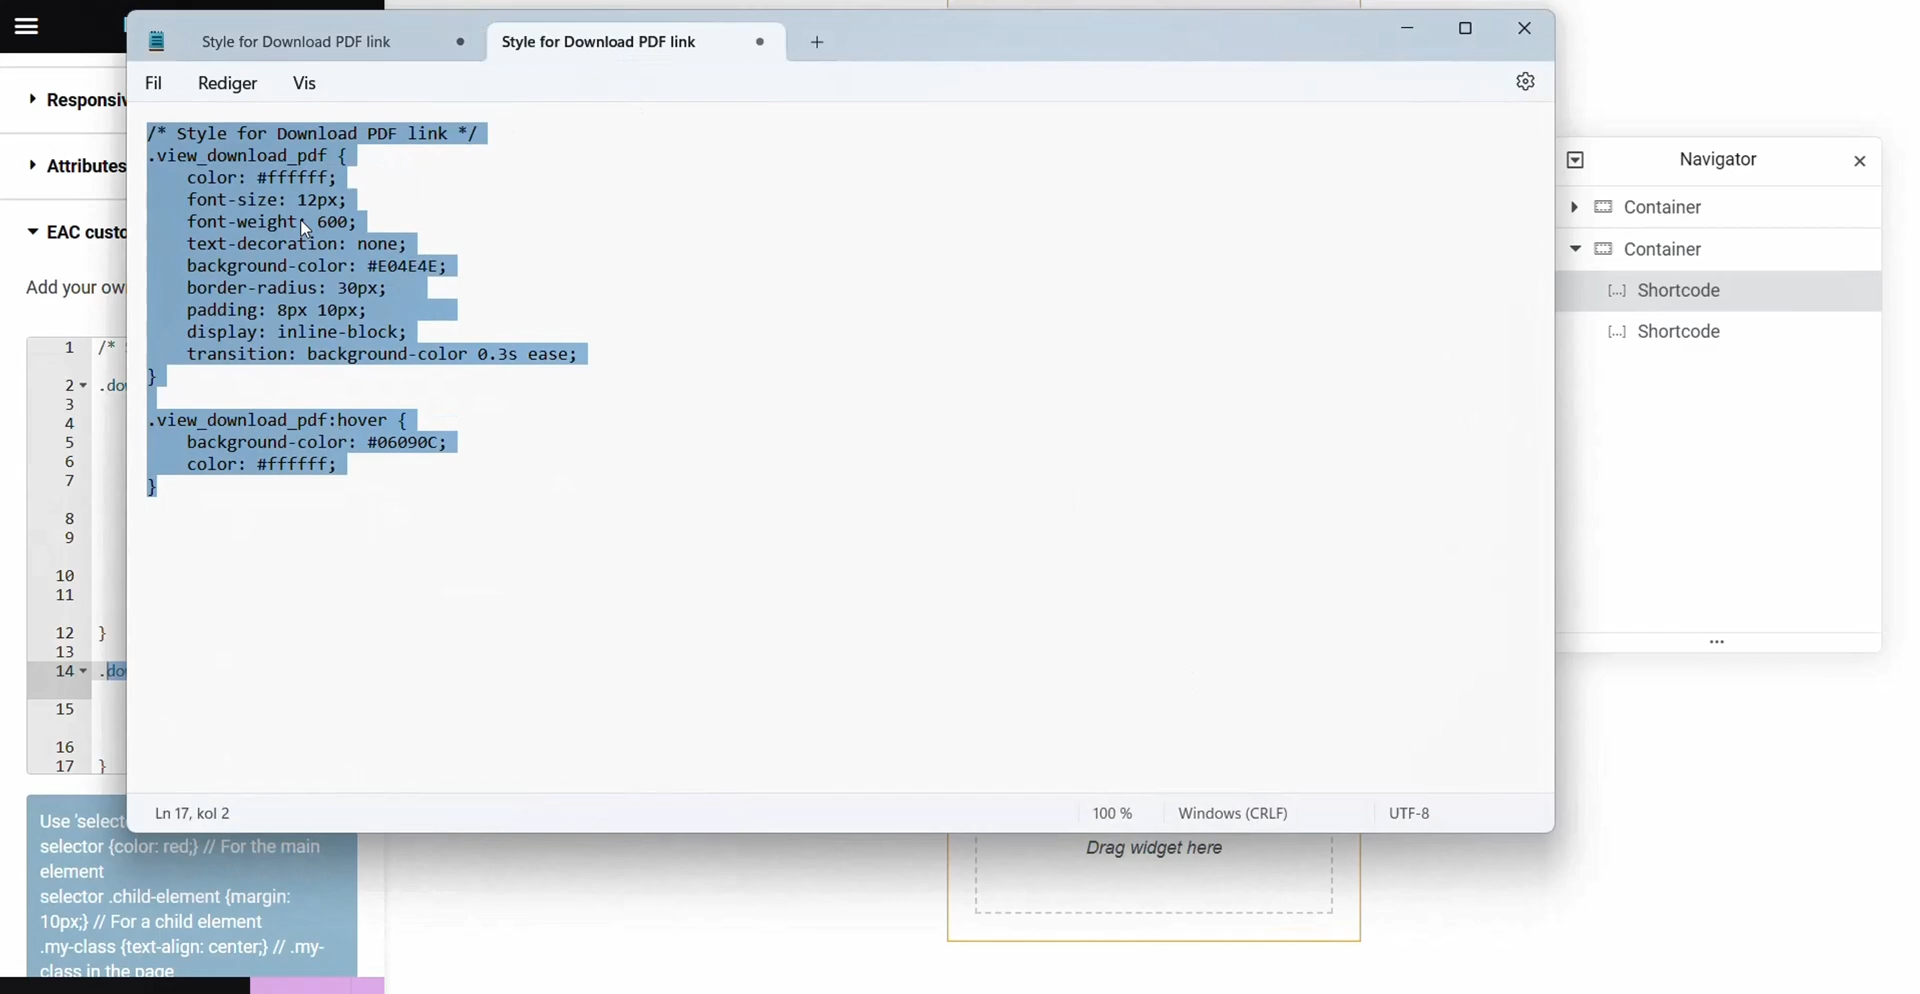 Style for Download PDF link
Style for Download PDF link
Fil
Rediger
Vis
/* Style for Download PDF link */
.view_download_pdf {
    color: #ffffff;
    font-size: 12px;
    font-weight: 600;
    text-decoration: none;
    background-color: #E04E4E;
    border-radius: 30px;
    padding: 8px 10px;
    display: inline-block;
    transition: background-color 0.3s ease;
}
.view_download_pdf:hover {
    background-color: #06090C;
    color: #ffffff;
}
Ln 17, kol 2
100 %
Windows (CRLF)
UTF-8
Responsiv
Attributes
EAC custo
Add your own
1 /*
2 .dow
3
4
5
6
7
8
9
10
11
12 }
13
14 .dow
15
16
17 }
Use 'select
selector {color: red;} // For the main
element
selector .child-element {margin:
10px;} // For a child element
.my-class {text-align: center;} // .my-
class in the page
Navigator
Container
Container
[...] Shortcode
[...] Shortcode
...
Drag widget here